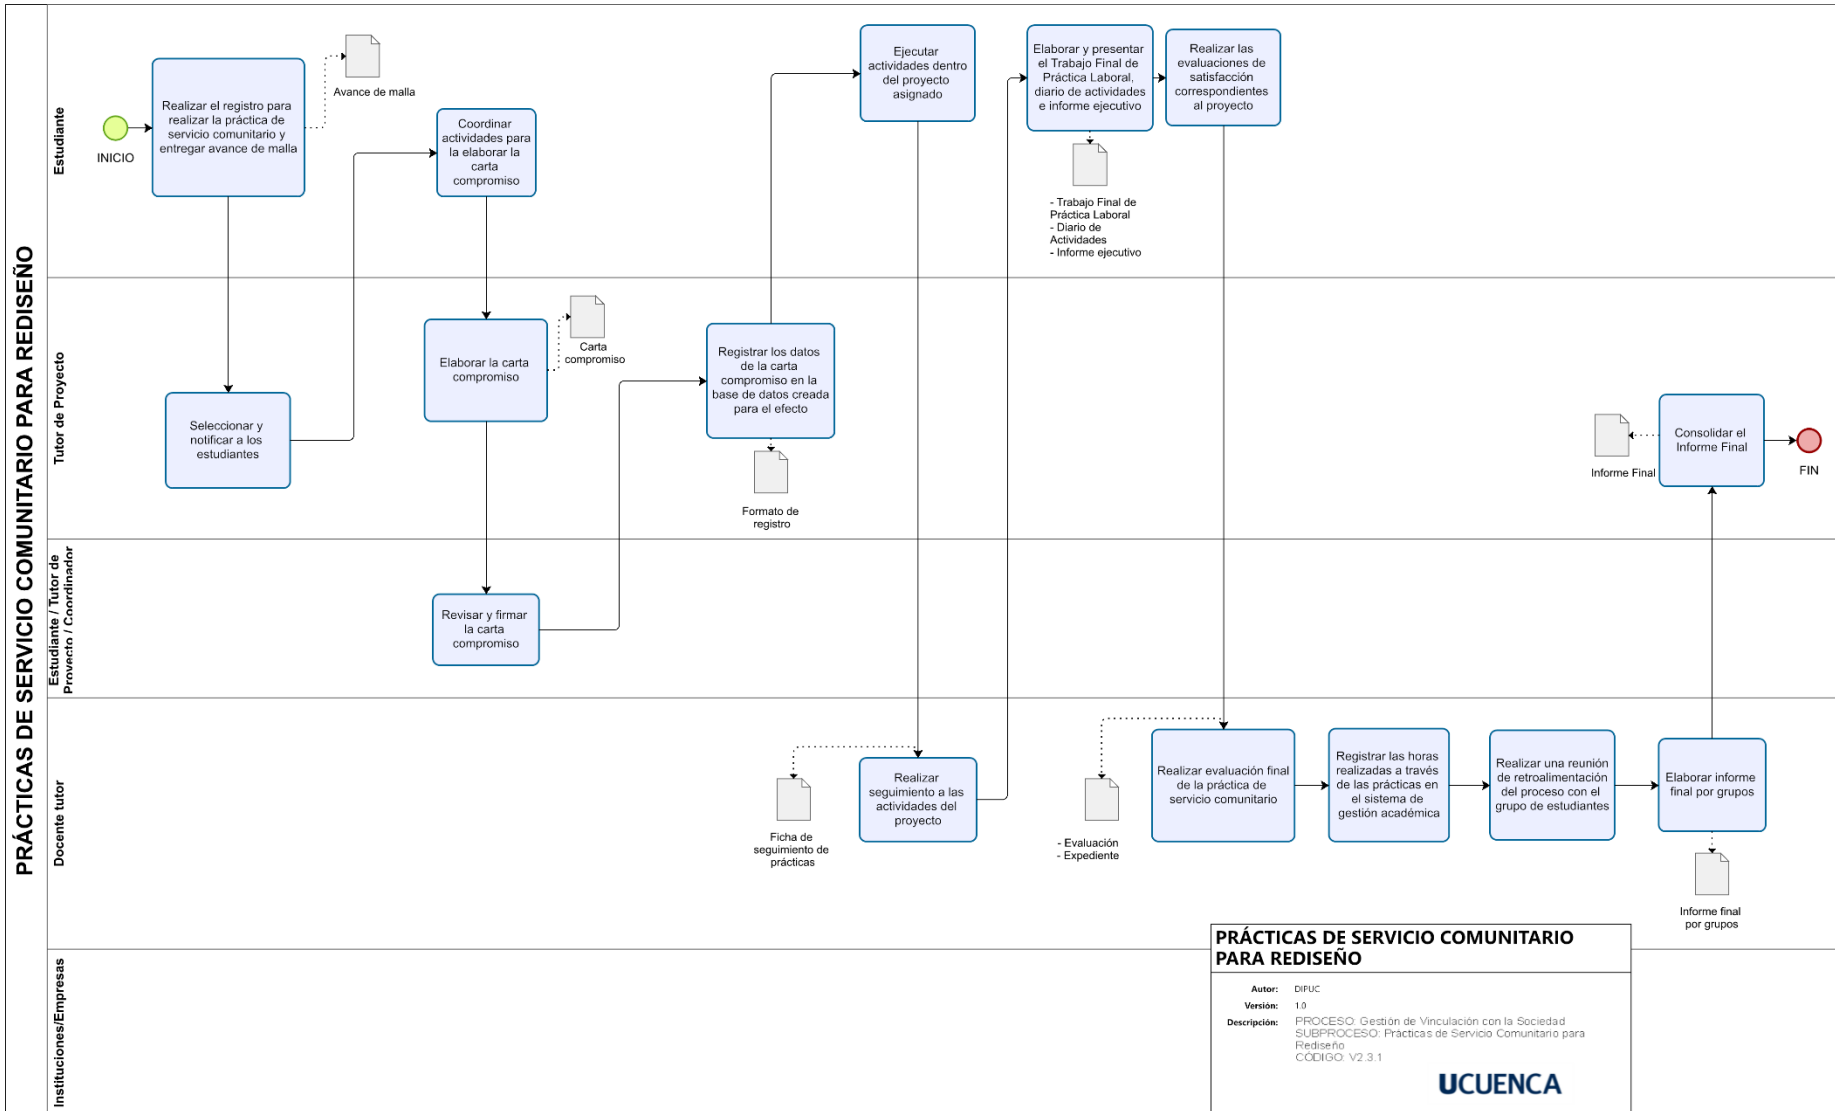 PRÁCTICAS DE SERVICIO COMUNITARIO PARA REDISEÑO
Estudiante
INICIO
Realizar el registro para
realizar la práctica de
servicio comunitario y
entregar avance de malla
Avance de malla
Coordinar
actividades para
la elaborar la
carta
compromiso
Ejecutar
actividades dentro
del proyecto
asignado
Elaborar y presentar
el Trabajo Final de
Práctica Laboral,
diario de actividades
e informe ejecutivo
- Trabajo Final de
Práctica Laboral
- Diario de
Actividades
- Informe ejecutivo
Realizar las
evaluaciones de
satisfacción
correspondientes
al proyecto
Tutor de Proyecto
Seleccionar y
notificar a los
estudiantes
Elaborar la carta
compromiso
Carta
compromiso
Registrar los datos
de la carta
compromiso en la
base de datos creada
para el efecto
Formato de
registro
Informe Final
Consolidar el
Informe Final
FIN
Estudiante / Tutor de
Proyecto / Coordinador
Revisar y firmar
la carta
compromiso
Docente tutor
Ficha de
seguimiento de
prácticas
Realizar
seguimiento a las
actividades del
proyecto
- Evaluación
- Expediente
Realizar evaluación final
de la práctica de
servicio comunitario
Registrar las horas
realizadas a través
de las prácticas en
el sistema de
gestión académica
Realizar una reunión
de retroalimentación
del proceso con el
grupo de estudiantes
Elaborar informe
final por grupos
Informe final
por grupos
Instituciones/Empresas
PRÁCTICAS DE SERVICIO COMUNITARIO
PARA REDISEÑO
Autor: DIPUC
Versión: 1.0
Descripción: PROCESO: Gestión de Vinculación con la Sociedad
SUBPROCESO: Prácticas de Servicio Comunitario para
Rediseño
CÓDIGO: V2.3.1
UCUENCA